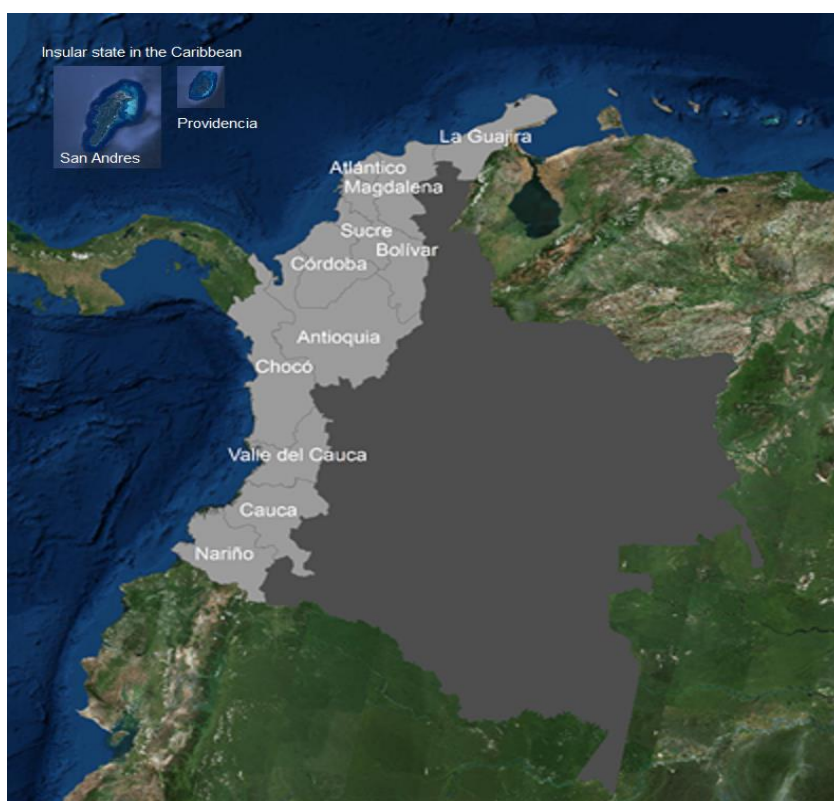 Insular state in the Caribbean
Providencia
San Andres
La Guajira
Atlántico
Magdalena
Sucre
Bolívar
Córdoba
Antioquia
Chocó
Valle del Cauca
Cauca
Nariño